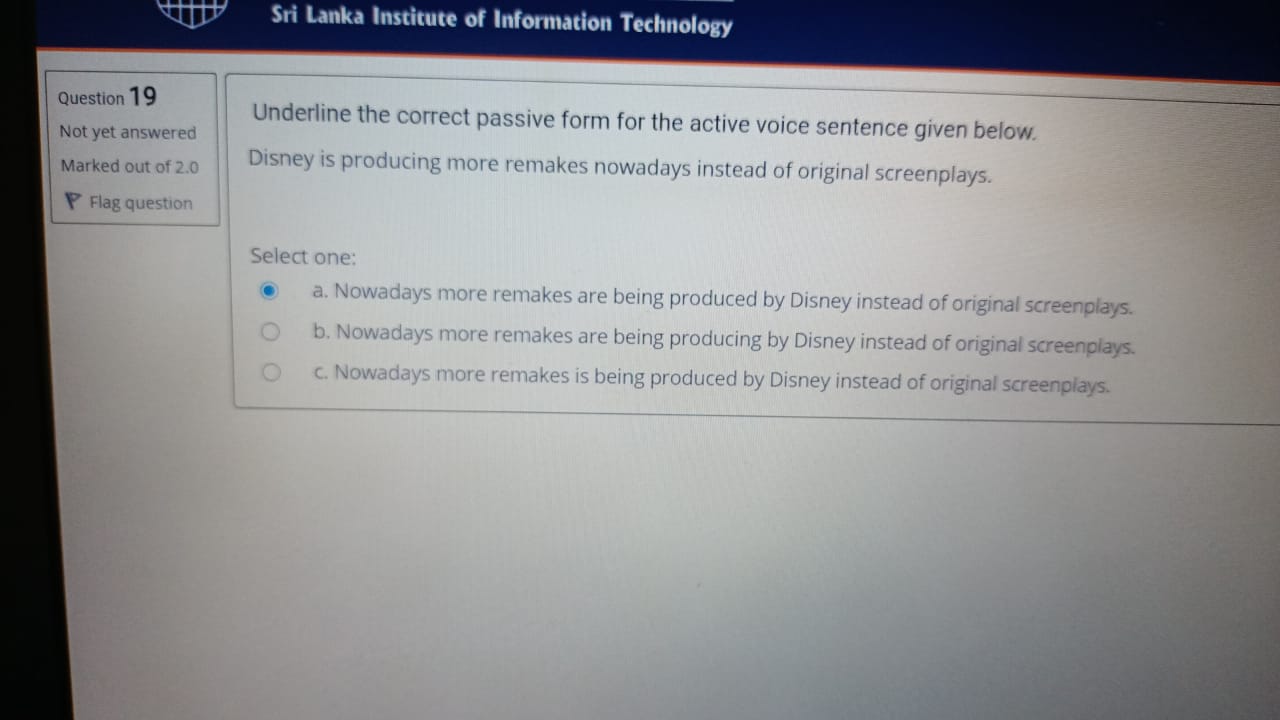 Sri Lanka Institute of Information Technology
Question 19
Not yet answered
Marked out of 2.0
Flag question
Underline the correct passive form for the active voice sentence given below.
Disney is producing more remakes nowadays instead of original screenplays.
Select one:
a. Nowadays more remakes are being produced by Disney instead of original screenplays.
b. Nowadays more remakes are being producing by Disney instead of original screenplays.
c. Nowadays more remakes is being produced by Disney instead of original screenplays.